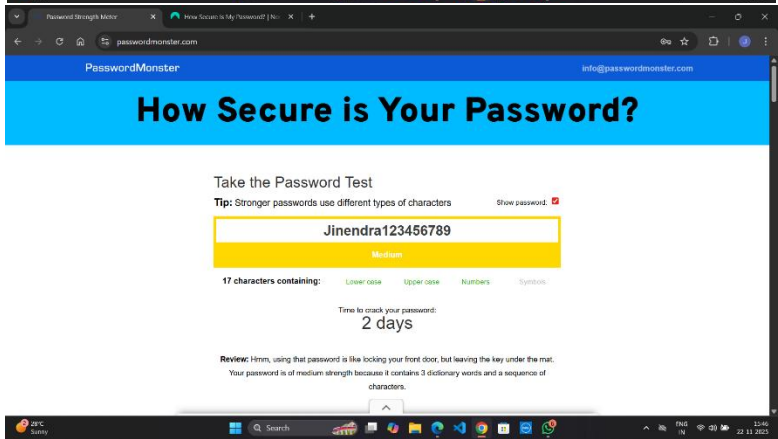 Password Strength Meter
How Secure Is My Password? | No
passwordmonster.com
PasswordMonster info@passwordmonster.com
How Secure is Your Password?
Take the Password Test
Tip: Stronger passwords use different types of characters Show password:
Jinendra123456789
Medium
17 characters containing: Lower case Upper case Numbers Symbols
Time to crack your password:
2 days
Review: Hmm, using that password is like locking your front door, but leaving the key under the mat.
Your password is of medium strength because it contains 3 dictionary words and a sequence of
characters.
28°C
Sunny
Search
ENG
IN
22 11 2025